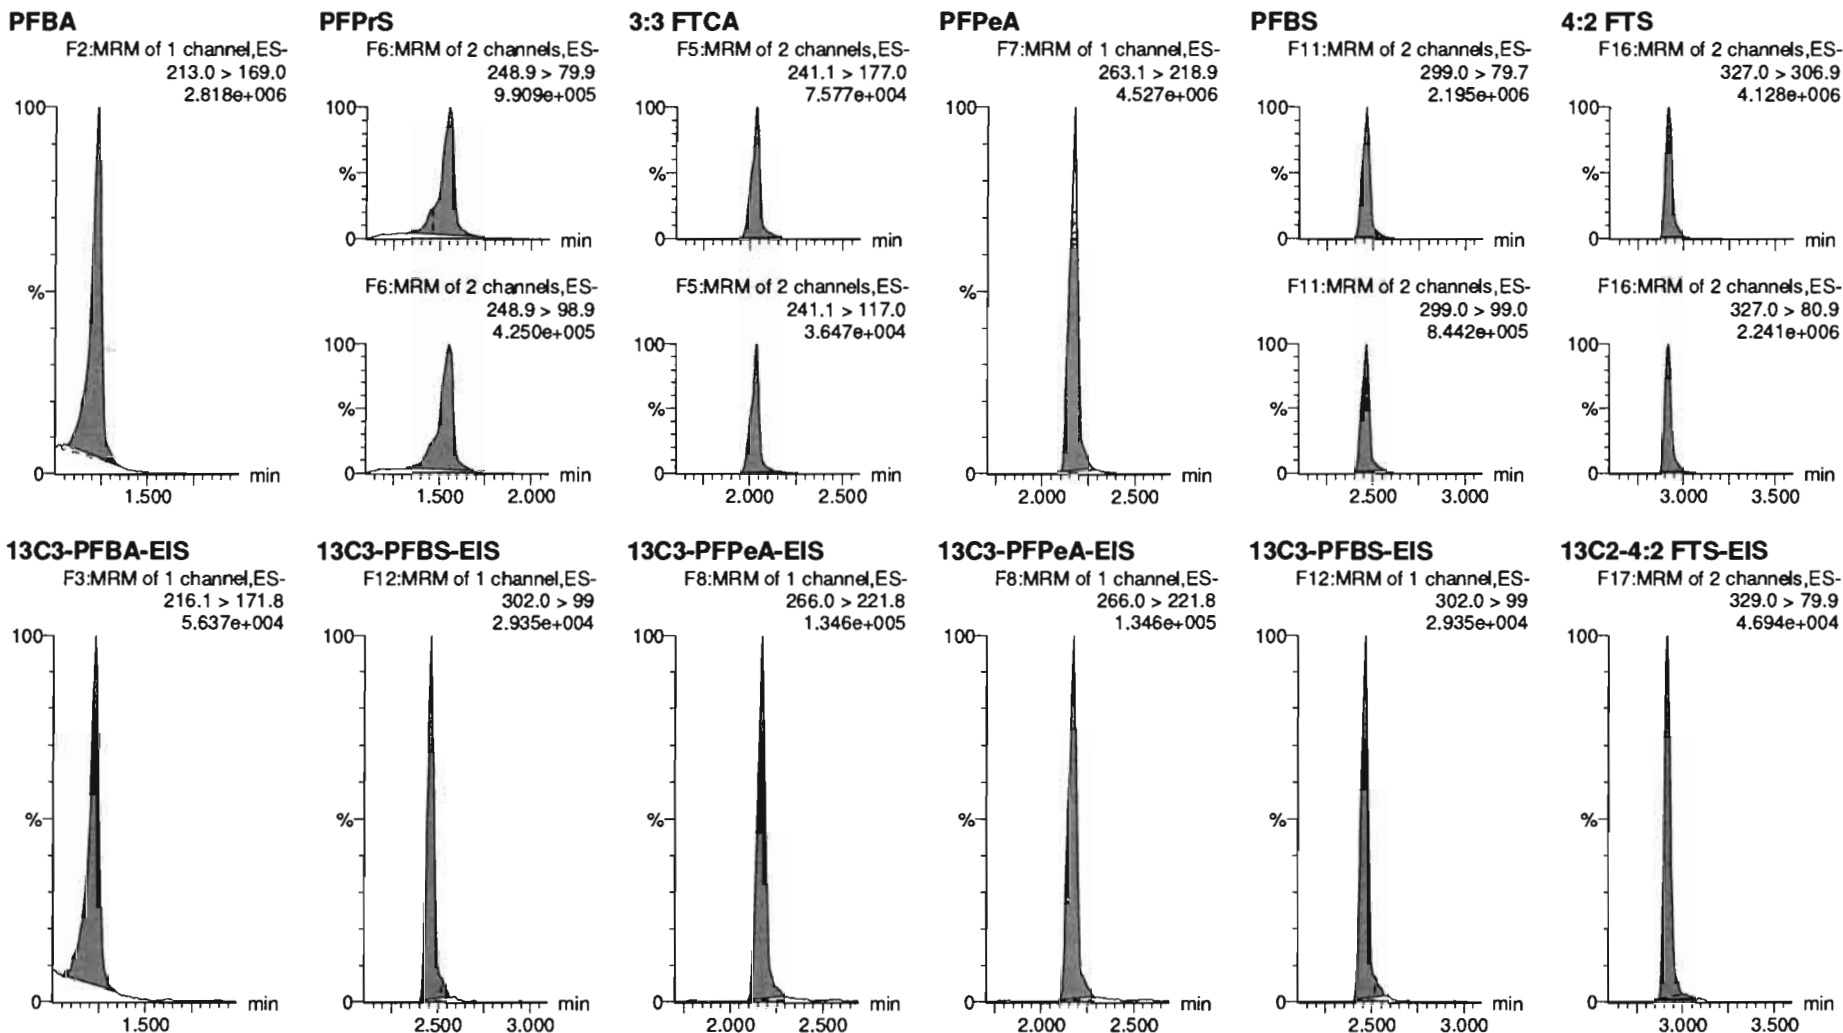 PFBA
F2:MRM of 1 channel,ES-
213.0 > 169.0
2.818e+006
100
%
0
min
1.500
PFPrS
F6:MRM of 2 channels,ES-
248.9 > 79.9
9.909e+005
100
%
0
min
F6:MRM of 2 channels,ES-
248.9 > 98.9
4.250e+005
100
%
0
min
1.500 2.000
3:3 FTCA
F5:MRM of 2 channels,ES-
241.1 > 177.0
7.577e+004
100
%
0
min
F5:MRM of 2 channels,ES-
241.1 > 117.0
3.647e+004
100
%
0
min
2.000 2.500
PFPeA
F7:MRM of 1 channel,ES-
263.1 > 218.9
4.527e+006
100
%
0
min
2.000 2.500
PFBS
F11:MRM of 2 channels,ES-
299.0 > 79.7
2.195e+006
100
%
0
min
F11:MRM of 2 channels,ES-
299.0 > 99.0
8.442e+005
100
%
0
min
2.500 3.000
4:2 FTS
F16:MRM of 2 channels,ES-
327.0 > 306.9
4.128e+006
100
%
0
min
F16:MRM of 2 channels,ES-
327.0 > 80.9
2.241e+006
100
%
0
min
3.000 3.500
13C3-PFBA-EIS
F3:MRM of 1 channel,ES-
216.1 > 171.8
5.637e+004
100
%
0
min
1.500
13C3-PFBS-EIS
F12:MRM of 1 channel,ES-
302.0 > 99
2.935e+004
100
%
0
min
2.500 3.000
13C3-PFPeA-EIS
F8:MRM of 1 channel,ES-
266.0 > 221.8
1.346e+005
100
%
0
min
2.000 2.500
13C3-PFPeA-EIS
F8:MRM of 1 channel,ES-
266.0 > 221.8
1.346e+005
100
%
0
min
2.000 2.500
13C3-PFBS-EIS
F12:MRM of 1 channel,ES-
302.0 > 99
2.935e+004
100
%
0
min
2.500 3.000
13C2-4:2 FTS-EIS
F17:MRM of 2 channels,ES-
329.0 > 79.9
4.694e+004
100
%
0
min
3.000 3.500